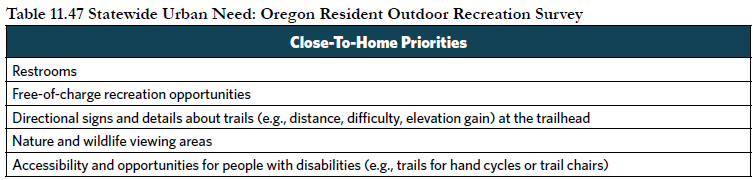 Table 11.47 Statewide Urban Need: Oregon Resident Outdoor Recreation Survey
Close-To-Home Priorities
Restrooms
Free-of-charge recreation opportunities
Directional signs and details about trails (e.g., distance, difficulty, elevation gain) at the trailhead
Nature and wildlife viewing areas
Accessibility and opportunities for people with disabilities (e.g., trails for hand cycles or trail chairs)